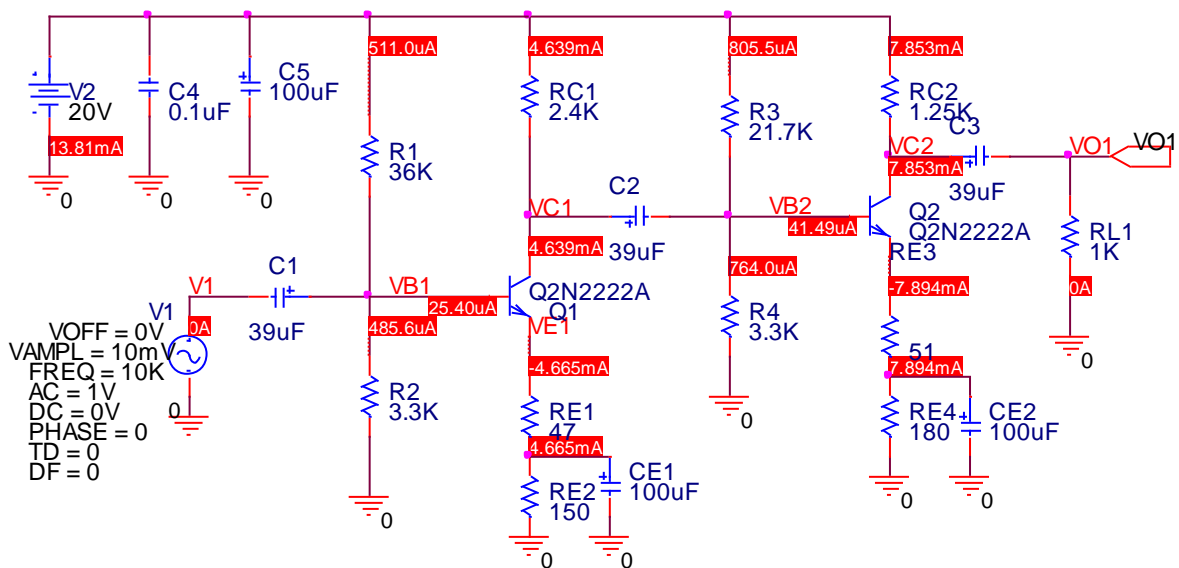 511.0uA
4.639mA
805.5uA
7.853mA
V2
20V
13.81mA
0
C4
0.1uF
0
C5
100uF
0
R1
36K
RC1
2.4K
R3
21.7K
RC2
1.25K
C3
39uF
VC2
7.853mA
VO1
VO1
C2
39uF
VC1
4.639mA
VB2
41.49uA
Q2
Q2N2222A
RE3
RL1
1K
0A
0
V1
C1
39uF
VB1
25.40uA
485.6uA
Q2N2222A
Q1
VE1
764.0uA
R4
3.3K
0
-7.894mA
51
7.894mA
V1
0A
VOFF = 0V
VAMPL = 10mV
FREQ = 10K
AC = 1V
DC = 0V
PHASE = 0
TD = 0
DF = 0
0
R2
3.3K
0
-4.665mA
RE1
47
4.665mA
RE2
150
0
CE1
100uF
0
RE4
180
0
CE2
100uF
0